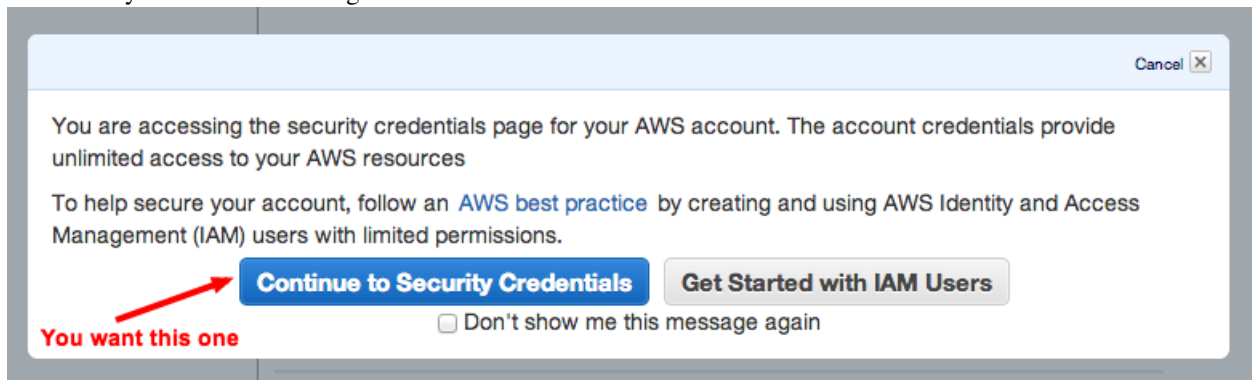 Cancel
You are accessing the security credentials page for your AWS account. The account credentials provide
unlimited access to your AWS resources
To help secure your account, follow an AWS best practice by creating and using AWS Identity and Access
Management (IAM) users with limited permissions.
Continue to Security Credentials Get Started with IAM Users
Don't show me this message again
You want this one